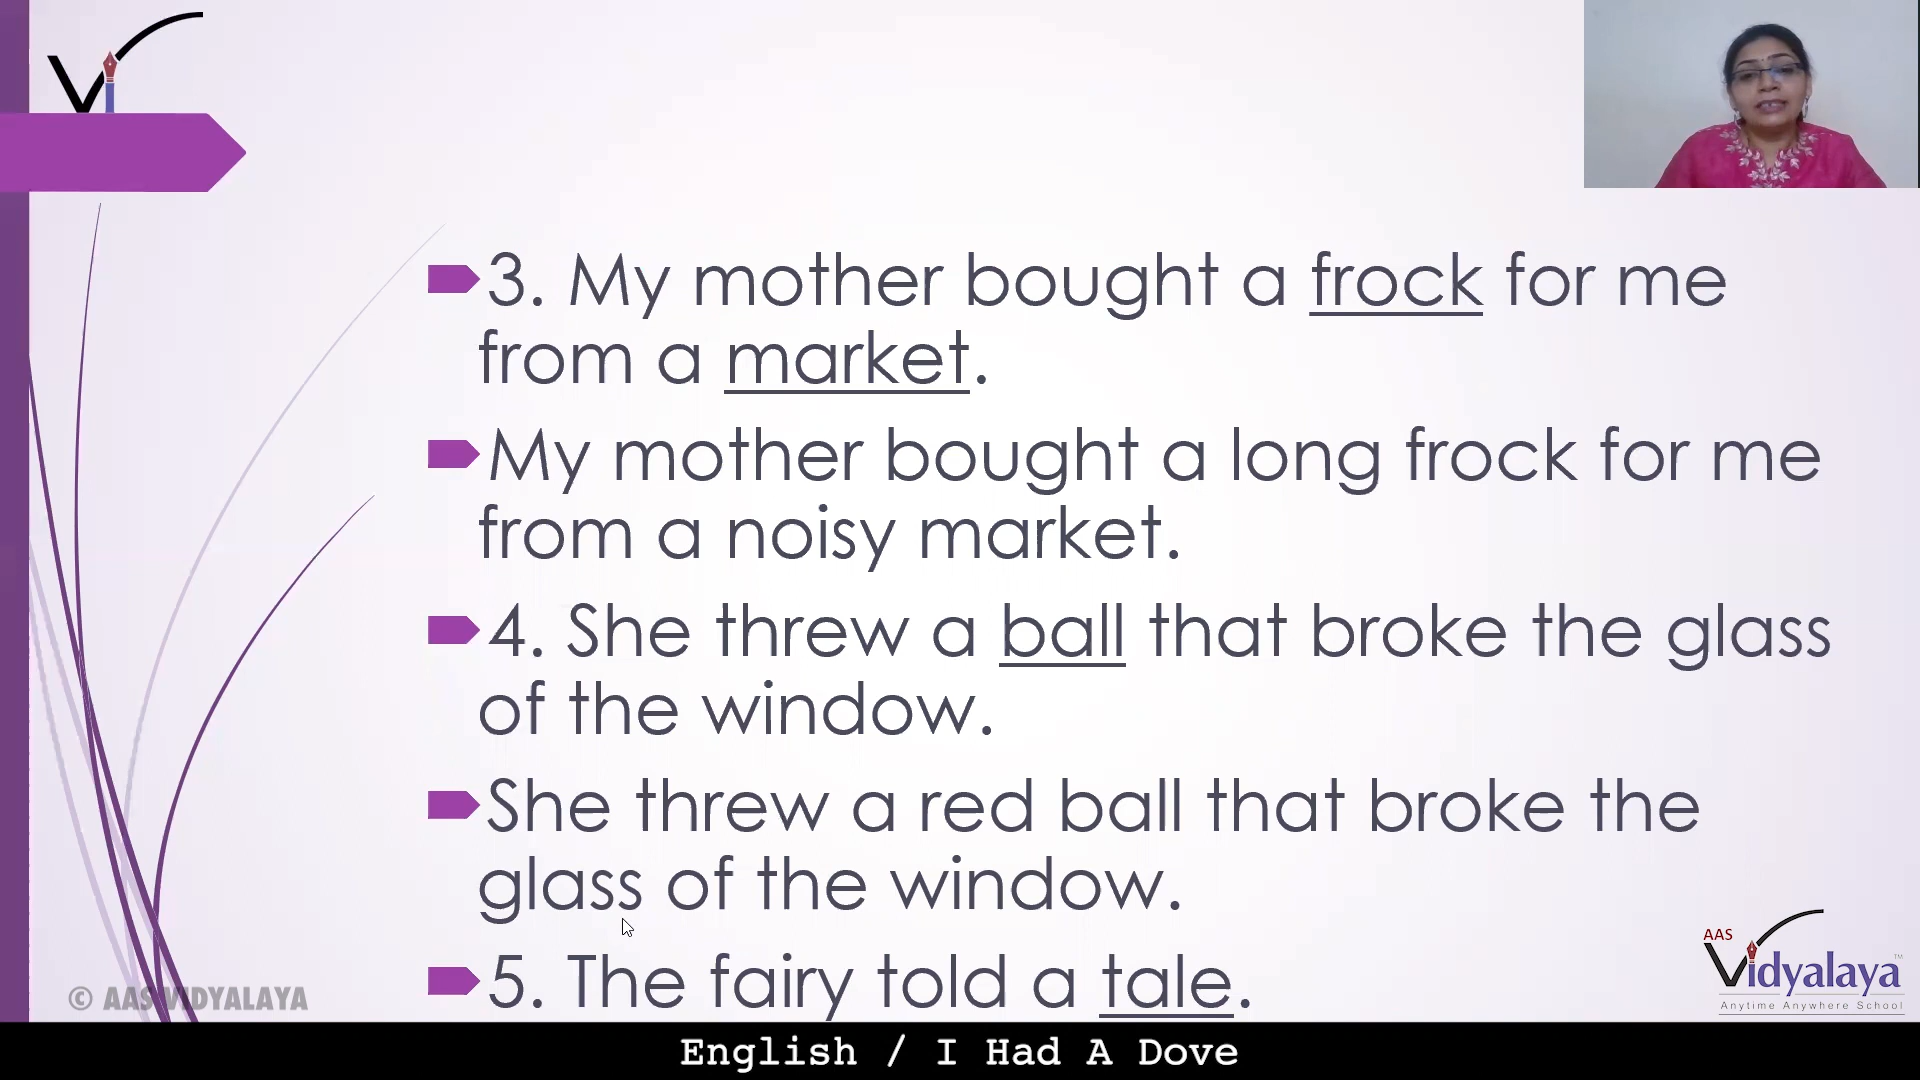 Vi
3. My mother bought a frock for me
from a market.
My mother bought a long frock for me
from a noisy market.
4. She threw a ball that broke the glass
of the window.
She threw a red ball that broke the
glass of the window.
5. The fairy told a tale.
© AAS VIDYALAYA
AAS
Vidyalaya™
Anytime Anywhere School
English / I Had A Dove